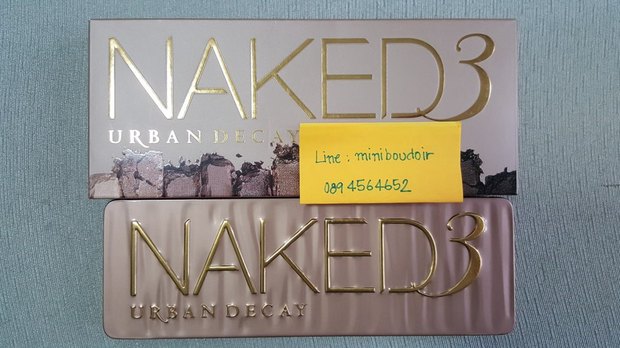 NAKED3
URBAN DECAY
Line : miniboudoir
089 4564652
NAKED3
URBAN DECAY